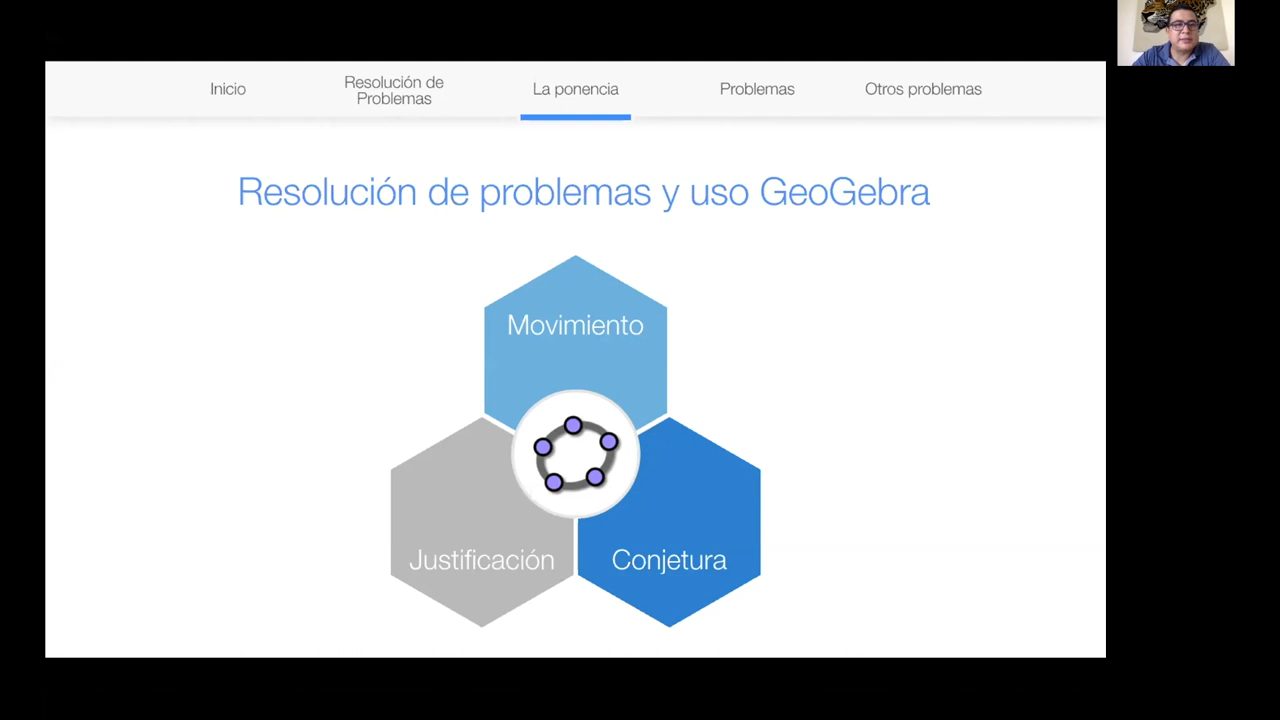 Inicio
Resolución de
Problemas
La ponencia
Problemas
Otros problemas
Resolución de problemas y uso GeoGebra
Movimiento
Justificación
Conjetura